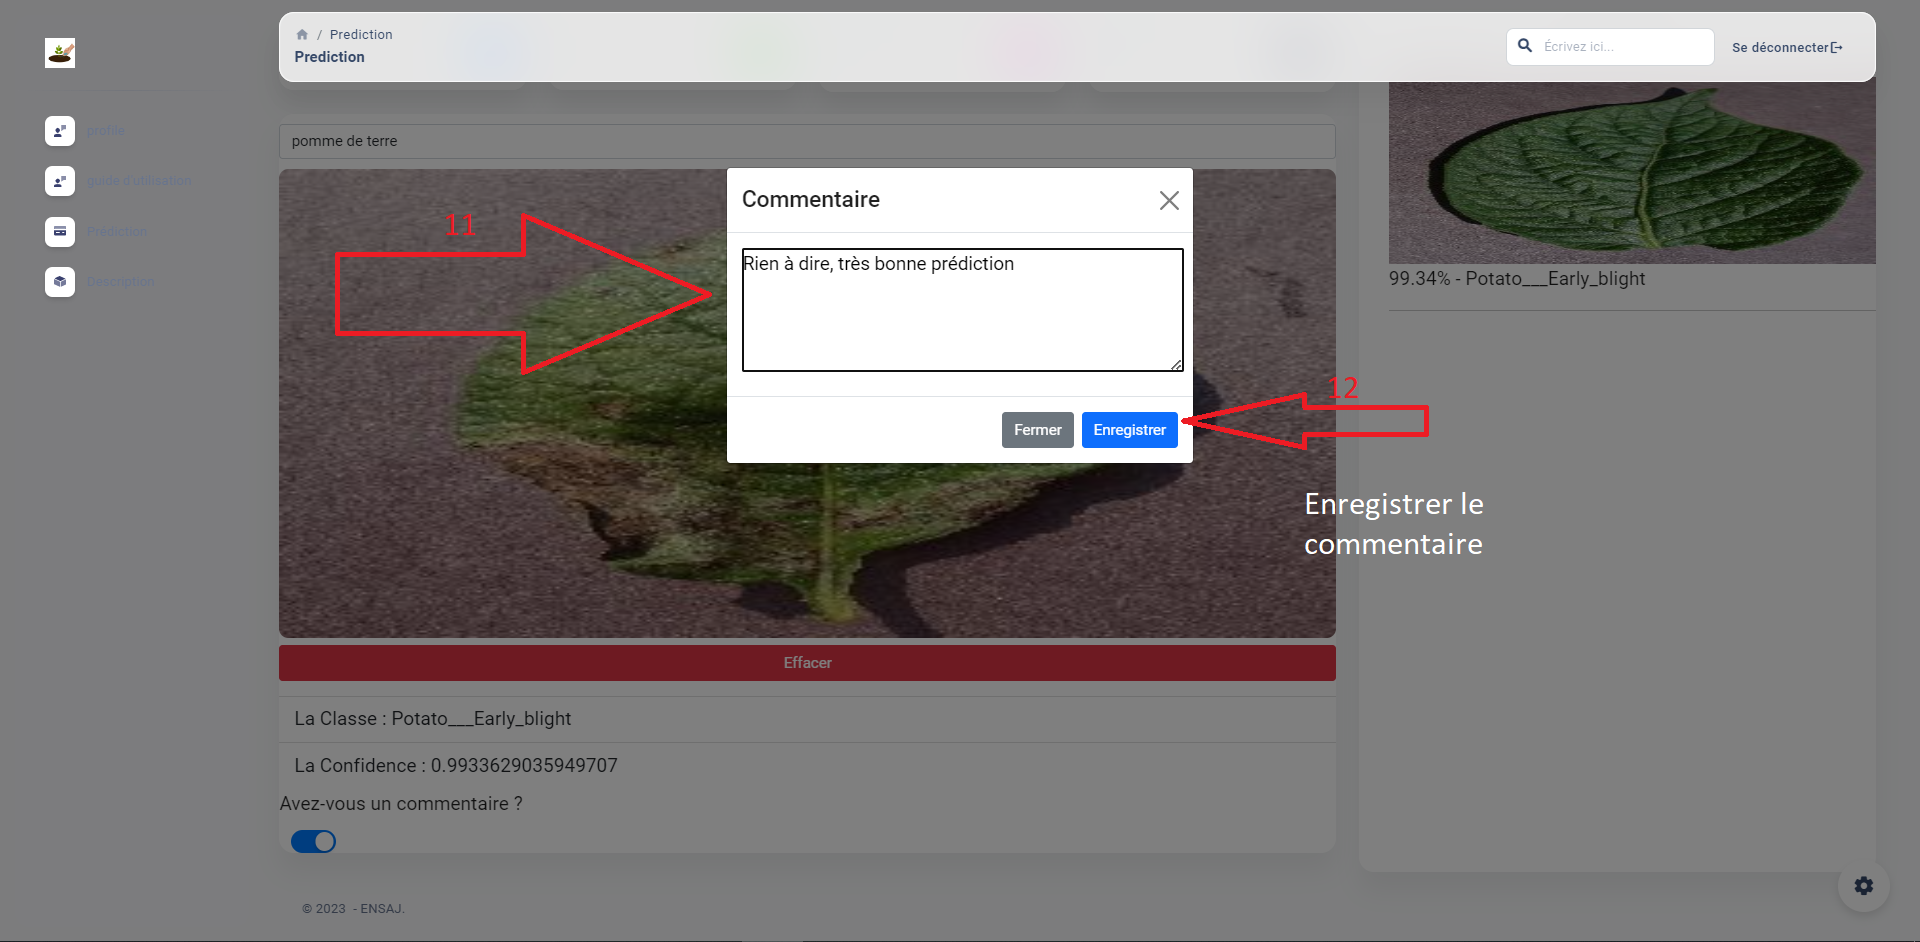 / Prediction
Prediction
Écrivez ici...
Se déconnecter
profile
guide d'utilisation
Prédiction
Description
pomme de terre
11
Commentaire
Rien à dire, très bonne prédiction
Fermer
Enregistrer
12
Enregistrer le
commentaire
99.34% - Potato___Early_blight
Effacer
La Classe : Potato___Early_blight
La Confidence : 0.9933629035949707
Avez-vous un commentaire ?
© 2023 - ENSAJ.